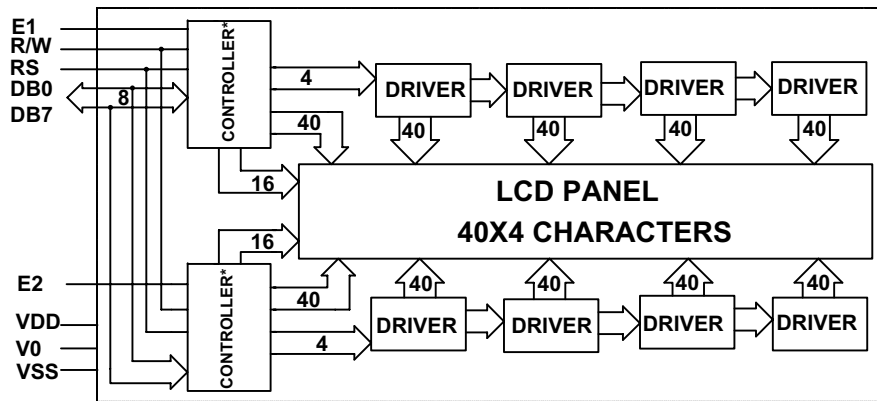 E1
R/W
RS
DB0
DB7
8
CONTROLLER*
4
40
16
DRIVER
DRIVER
DRIVER
DRIVER
40
40
40
40
LCD PANEL
40X4 CHARACTERS
E2
VDD
V0
VSS
CONTROLLER*
16
40
4
40
40
40
40
DRIVER
DRIVER
DRIVER
DRIVER